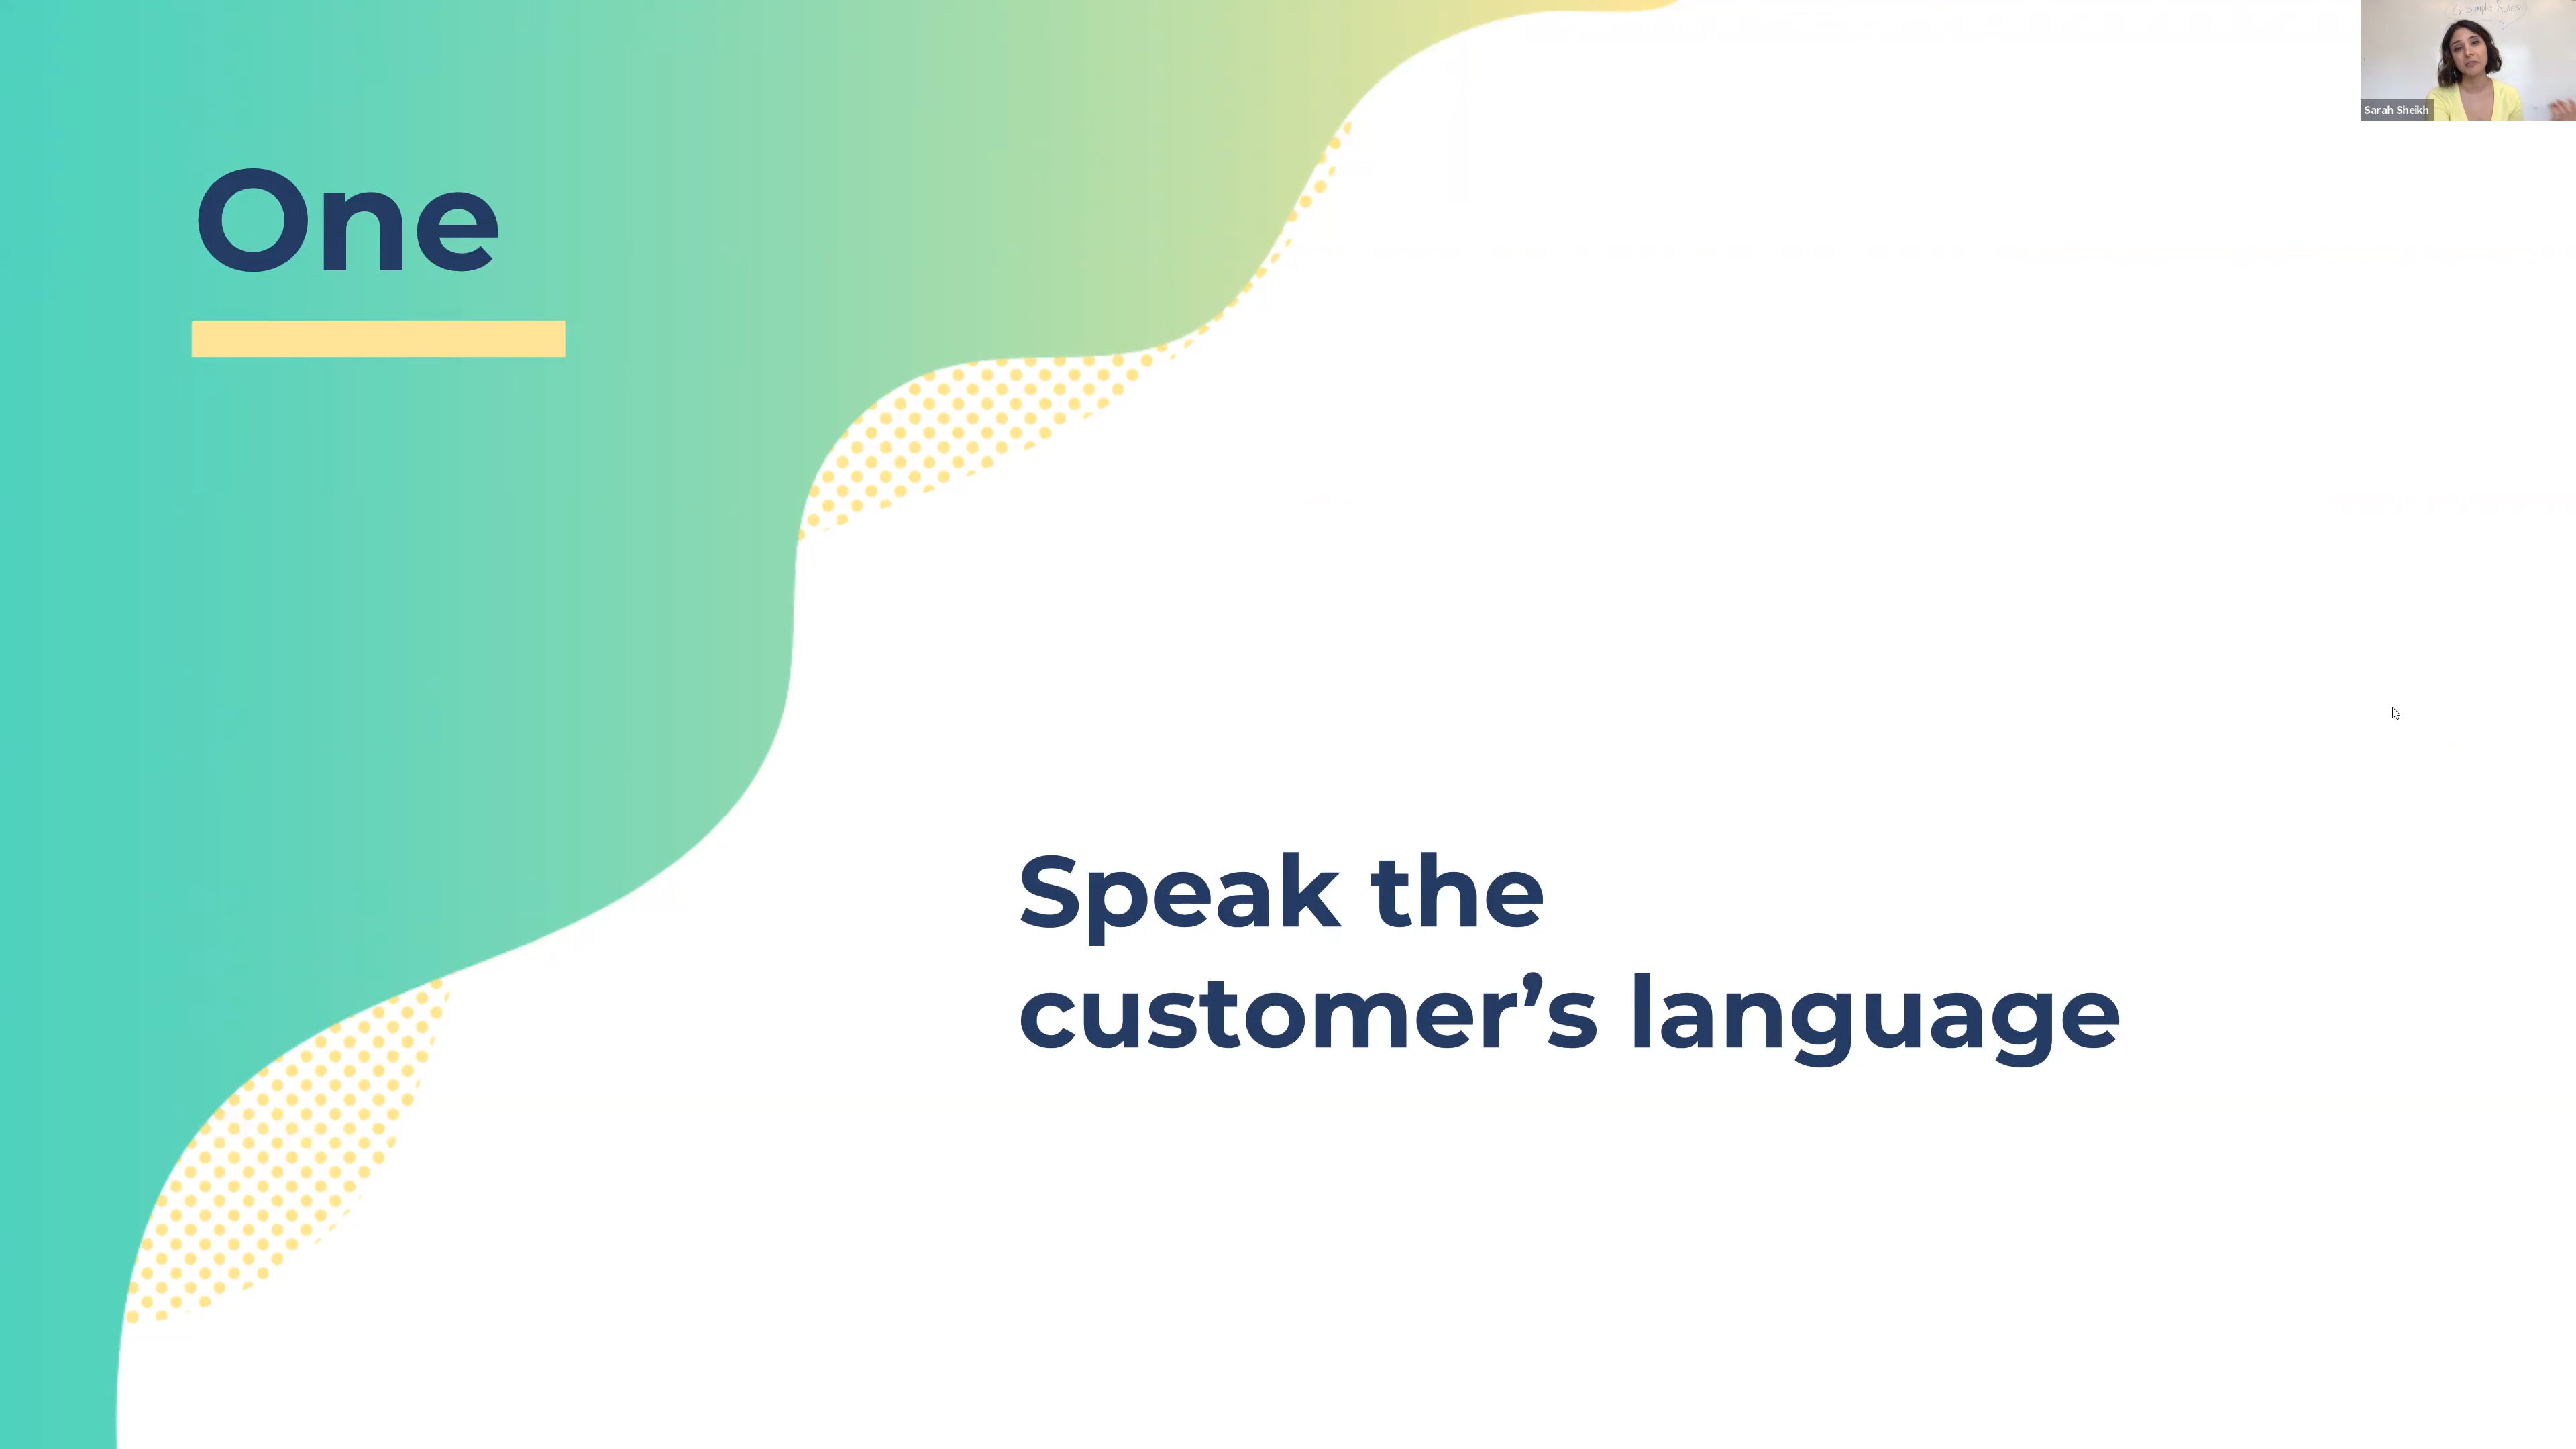 One
Speak the
customer’s language
Sarah Sheikh